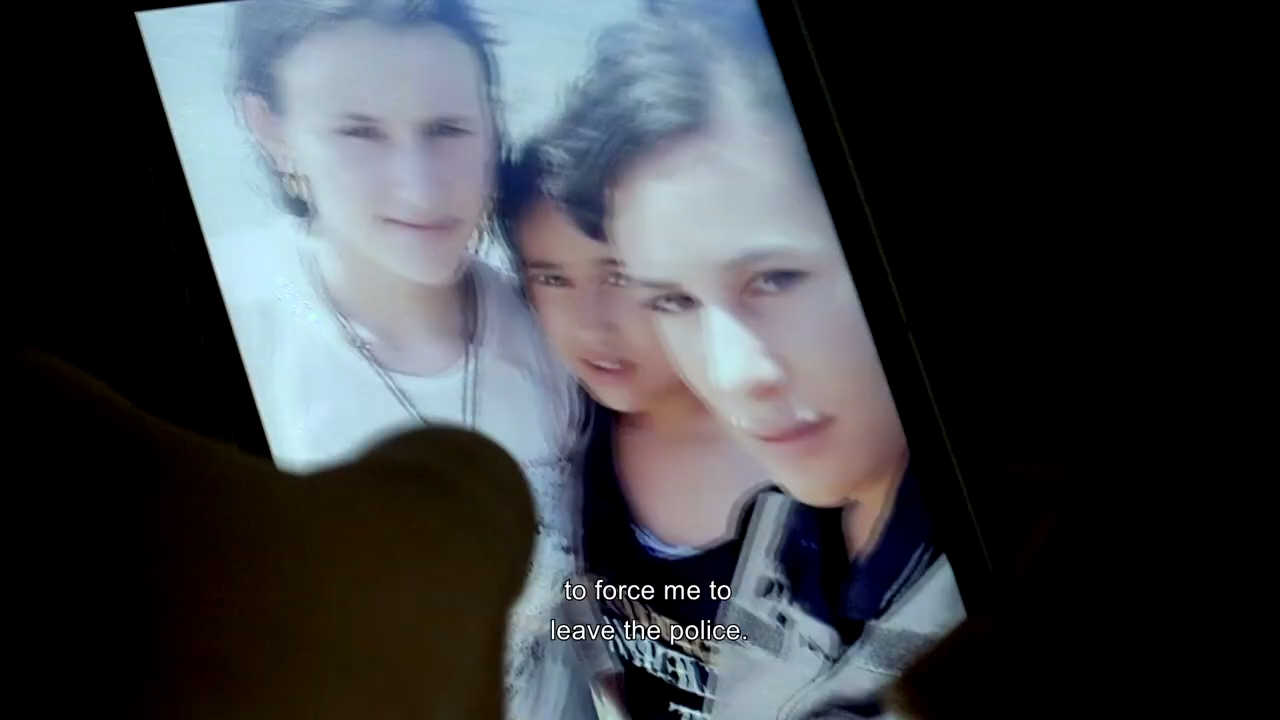 to force me to
leave the police.